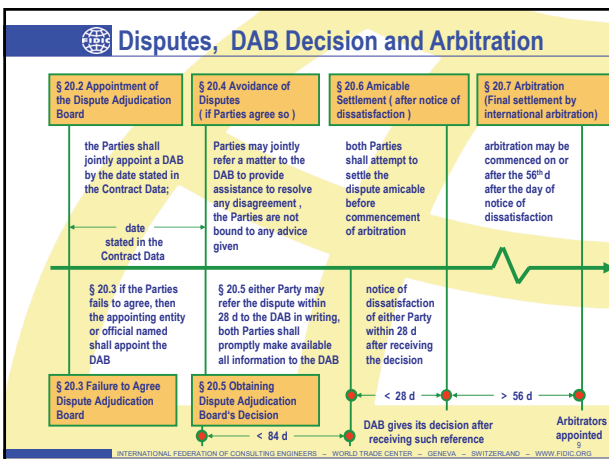 FIDIC
Disputes, DAB Decision and Arbitration
§ 20.2 Appointment of
the Dispute Adjudication
Board
§ 20.4 Avoidance of
Disputes
( if Parties agree so )
§ 20.6 Amicable
Settlement ( after notice of
dissatisfaction )
§ 20.7 Arbitration
(Final settlement by
international arbitration)
the Parties shall
jointly appoint a DAB
by the date stated in
the Contract Data;
Parties may jointly
refer a matter to the
DAB to provide
assistance to resolve
any disagreement ,
the Parties are not
bound to any advice
given
both Parties
shall attempt to
settle the
dispute amicable
before
commencement
of arbitration
arbitration may be
commenced on or
after the 56th d
after the day of
notice of
dissatisfaction
date
stated in the
Contract Data
§ 20.3 if the Parties
fails to agree, then
the appointing entity
or official named
shall appoint the
DAB
§ 20.5 either Party may
refer the dispute within
28 d to the DAB in writing,
both Parties shall
promptly make available
all information to the DAB
notice of
dissatisfaction
of either Party
within 28 d
after receiving
the decision
§ 20.3 Failure to Agree
Dispute Adjudication
Board
§ 20.5 Obtaining
Dispute Adjudication
Board's Decision
< 28 d
> 56 d
< 84 d
DAB gives its decision after
receiving such reference
Arbitrators
appointed
9
INTERNATIONAL FEDERATION OF CONSULTING ENGINEERS – WORLD TRADE CENTER – GENEVA – SWITZERLAND – WWW.FIDIC.ORG